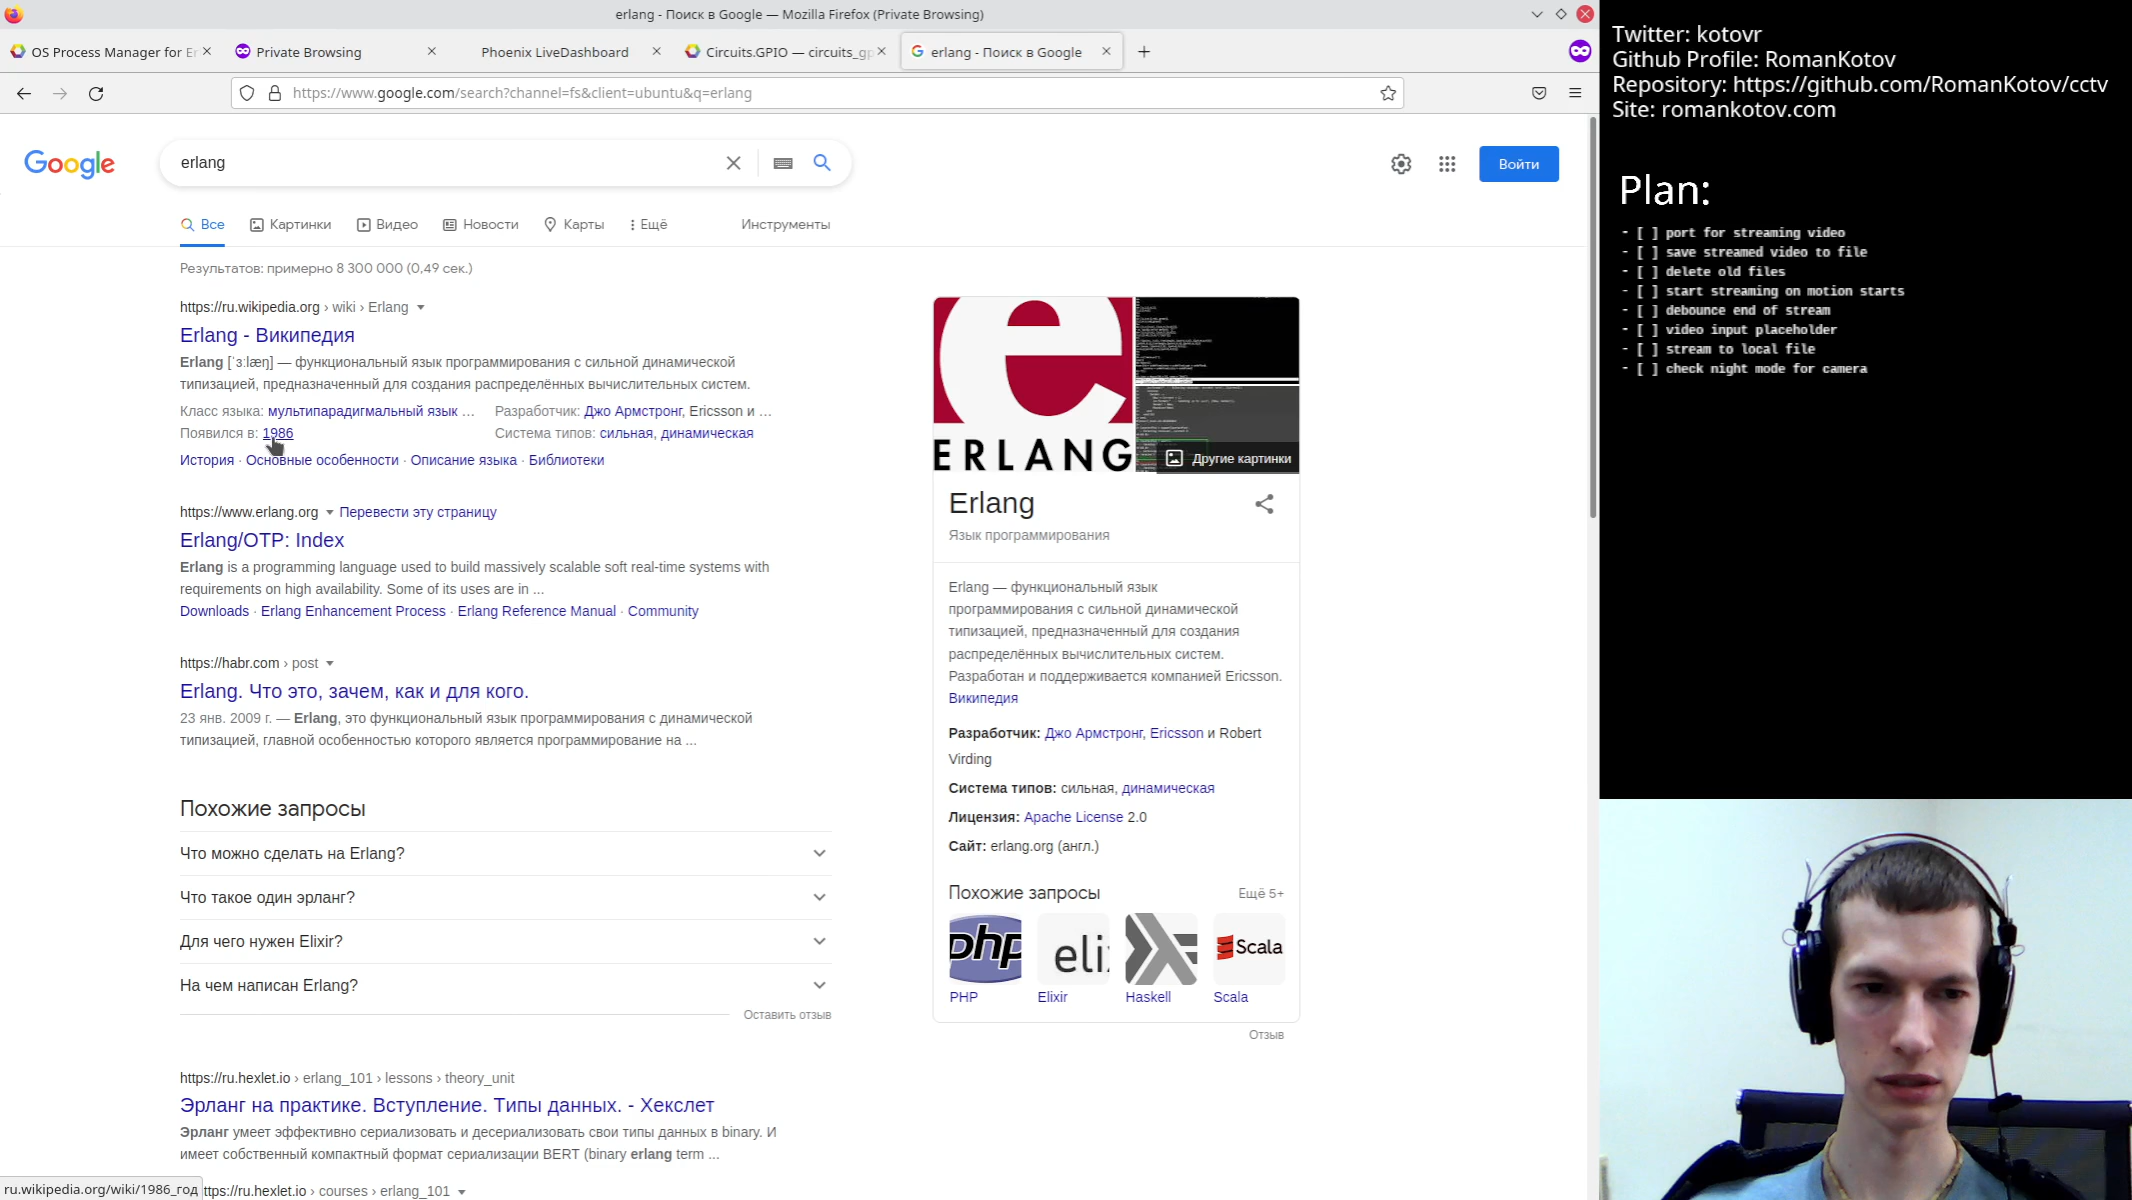 erlang - Поиск в Google — Mozilla Firefox (Private Browsing)
OS Process Manager for Er
Private Browsing
Phoenix LiveDashboard
Circuits.GPIO — circuits_gp
erlang - Поиск в Google
https://www.google.com/search?channel=fs&client=ubuntu&q=erlang
Google
erlang
Войти
Все
Картинки
Видео
Новости
Карты
Ещё
Инструменты
Результатов: примерно 8 300 000 (0,49 сек.)
https://ru.wikipedia.org › wiki › Erlang
Erlang - Википедия
Erlang [ˈɜːlæŋ] — функциональный язык программирования с сильной динамической
типизацией, предназначенный для создания распределённых вычислительных систем.
Класс языка: мультипарадигмальный язык ...
Разработчик: Джо Армстронг, Ericsson и ...
Появился в: 1986
Система типов: сильная, динамическая
История · Основные особенности · Описание языка · Библиотеки
https://www.erlang.org
Перевести эту страницу
Erlang/OTP: Index
Erlang is a programming language used to build massively scalable soft real-time systems with
requirements on high availability. Some of its uses are in ...
Downloads · Erlang Enhancement Process · Erlang Reference Manual · Community
https://habr.com › post
Erlang. Что это, зачем, как и для кого.
23 янв. 2009 г. — Erlang, это функциональный язык программирования с динамической
типизацией, главной особенностью которого является программирование на ...
Похожие запросы
Что можно сделать на Erlang?
Что такое один эрланг?
Для чего нужен Elixir?
На чем написан Erlang?
Оставить отзыв
https://ru.hexlet.io › erlang_101 › lessons › theory_unit
Эрланг на практике. Вступление. Типы данных. - Хекслет
Эрланг умеет эффективно сериализовать и десериализовать свои типы данных в binary. И
имеет собственный компактный формат сериализации BERT (binary erlang term ...
ttps://ru.hexlet.io › courses › erlang_101
ru.wikipedia.org/wiki/1986_год
e
ERLANG
Другие картинки
Erlang
Язык программирования
Erlang — функциональный язык
программирования с сильной динамической
типизацией, предназначенный для создания
распределённых вычислительных систем.
Разработан и поддерживается компанией Ericsson.
Википедия
Разработчик: Джо Армстронг, Ericsson и Robert
Virding
Система типов: сильная, динамическая
Лицензия: Apache License 2.0
Сайт: erlang.org (англ.)
Похожие запросы
Ещё 5+
php
eli
Scala
PHP
Elixir
Haskell
Scala
Отзыв
Twitter: kotovr
Github Profile: RomanKotov
Repository: https://github.com/RomanKotov/cctv
Site: romankotov.com
Plan:
- [ ] port for streaming video
- [ ] save streamed video to file
- [ ] delete old files
- [ ] start streaming on motion starts
- [ ] debounce end of stream
- [ ] video input placeholder
- [ ] stream to local file
- [ ] check night mode for camera